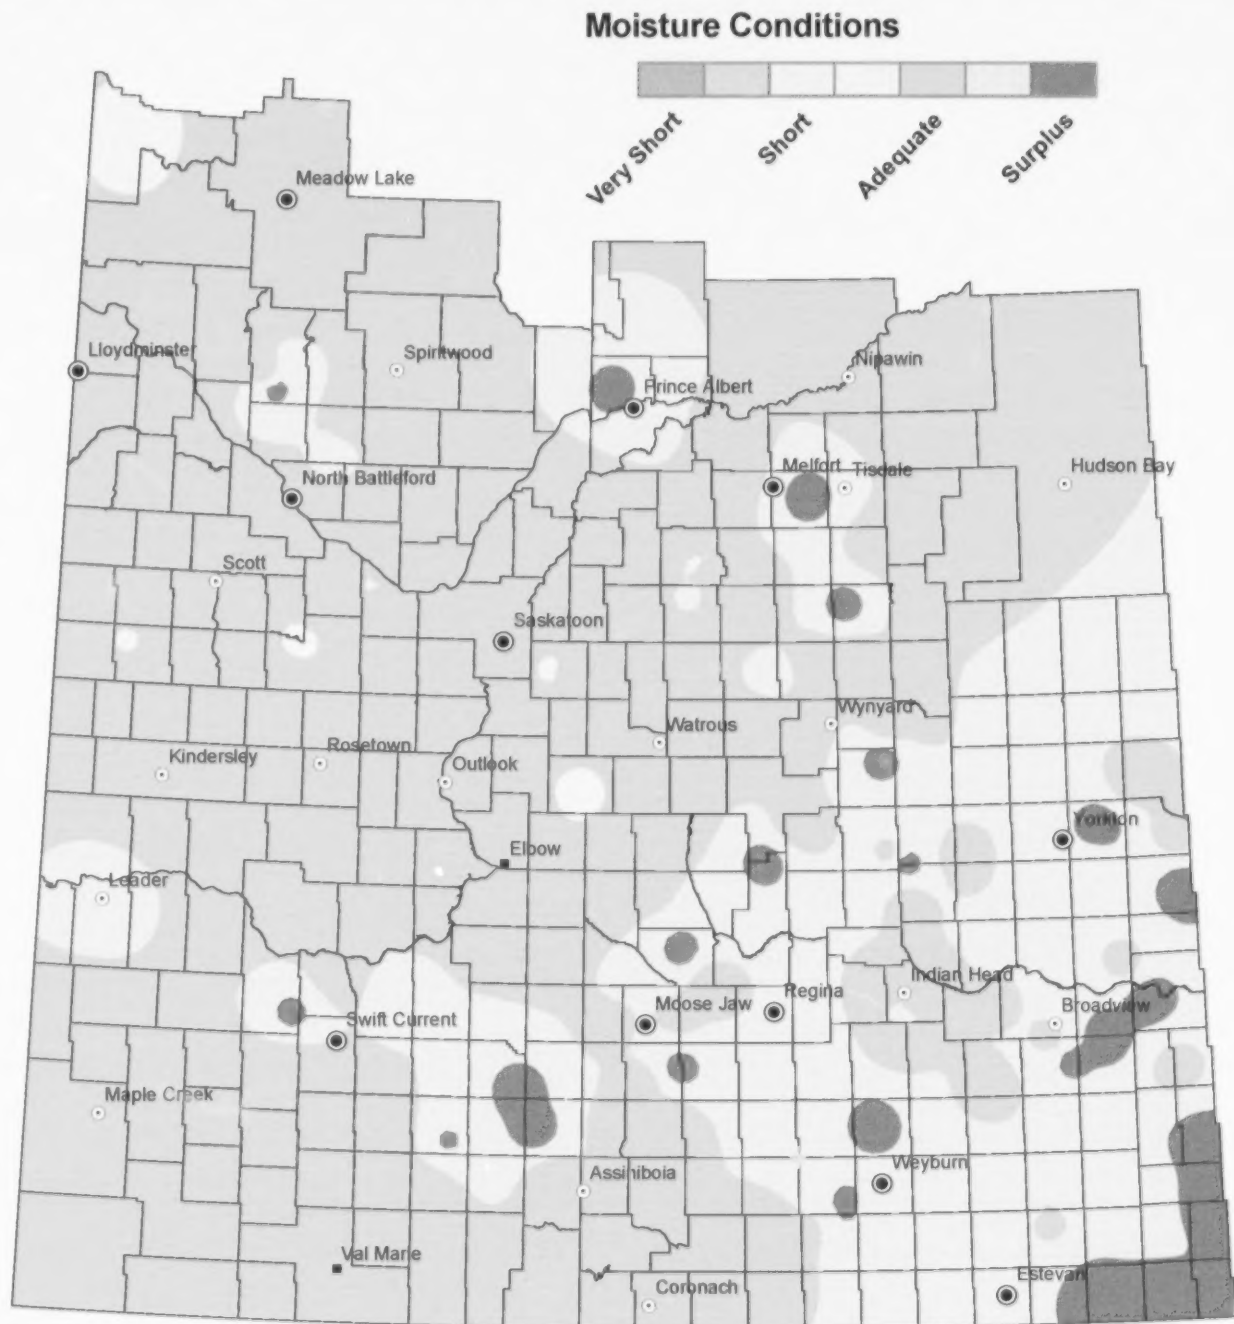 Moisture Conditions
Very Short
Short
Adequate
Surplus
Meadow Lake
Lloydminster
Spiritwood
Prince Albert
Nipawin
North Battleford
Melfort
Tisdale
Hudson Bay
Scott
Saskatoon
Watrous
Wynyard
Kindersley
Rosetown
Outlook
Elbow
Yorkton
Leader
Swift Current
Moose Jaw
Regina
Indian Head
Broadview
Maple Creek
Assiniboia
Weyburn
Val Marie
Coronach
Estevan